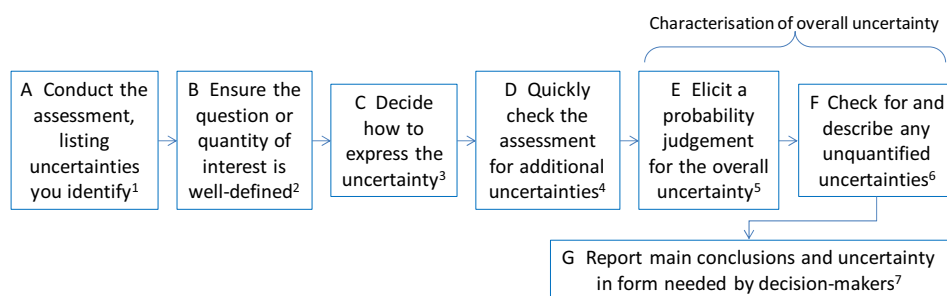 Characterisation of overall uncertainty
A Conduct the
assessment,
listing
uncertainties
you identify¹
B Ensure the
question or
quantity of
interest is
well-defined²
C Decide
how to
express the
uncertainty³
D Quickly
check the
assessment
for additional
uncertainties⁴
E Elicit a
probability
judgement
for the overall
uncertainty⁵
F Check for and
describe any
unquantified
uncertainties⁶
G Report main conclusions and uncertainty
in form needed by decision-makers⁷